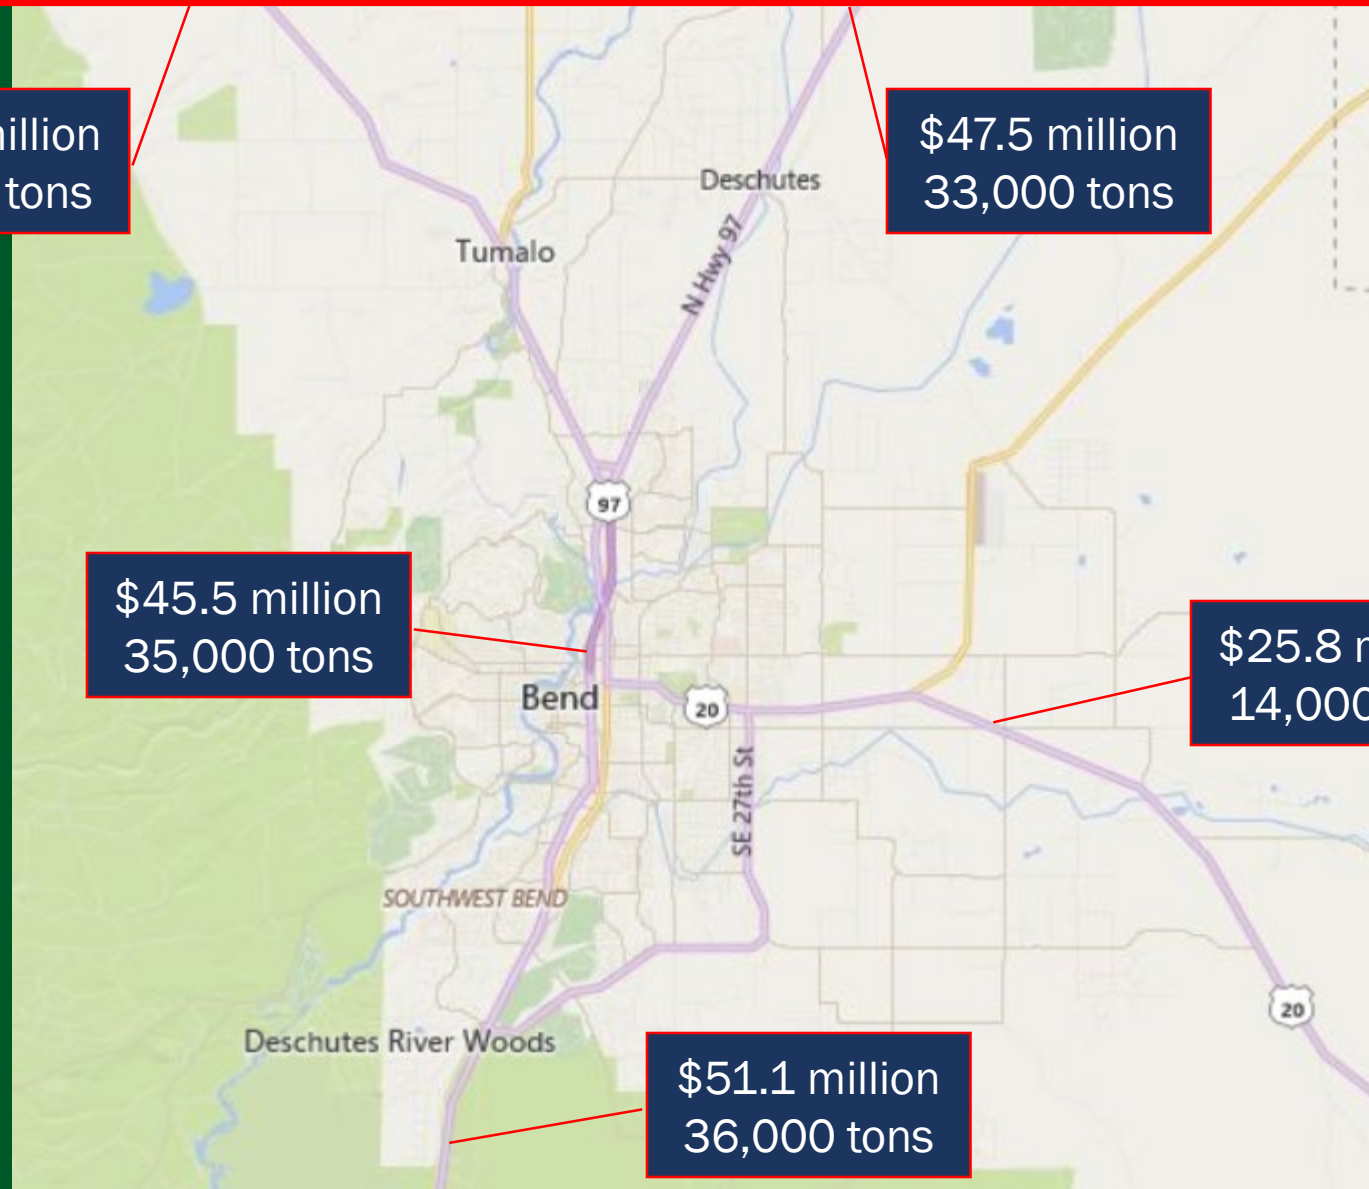 $47.5 million
33,000 tons
tons
Deschutes
Tumalo
N Hwy 97
97
$45.5 million
35,000 tons
$25.8
14,000
Bend
20
SE 27th St
SOUTHWEST BEND
20
Deschutes River Woods
$51.1 million
36,000 tons